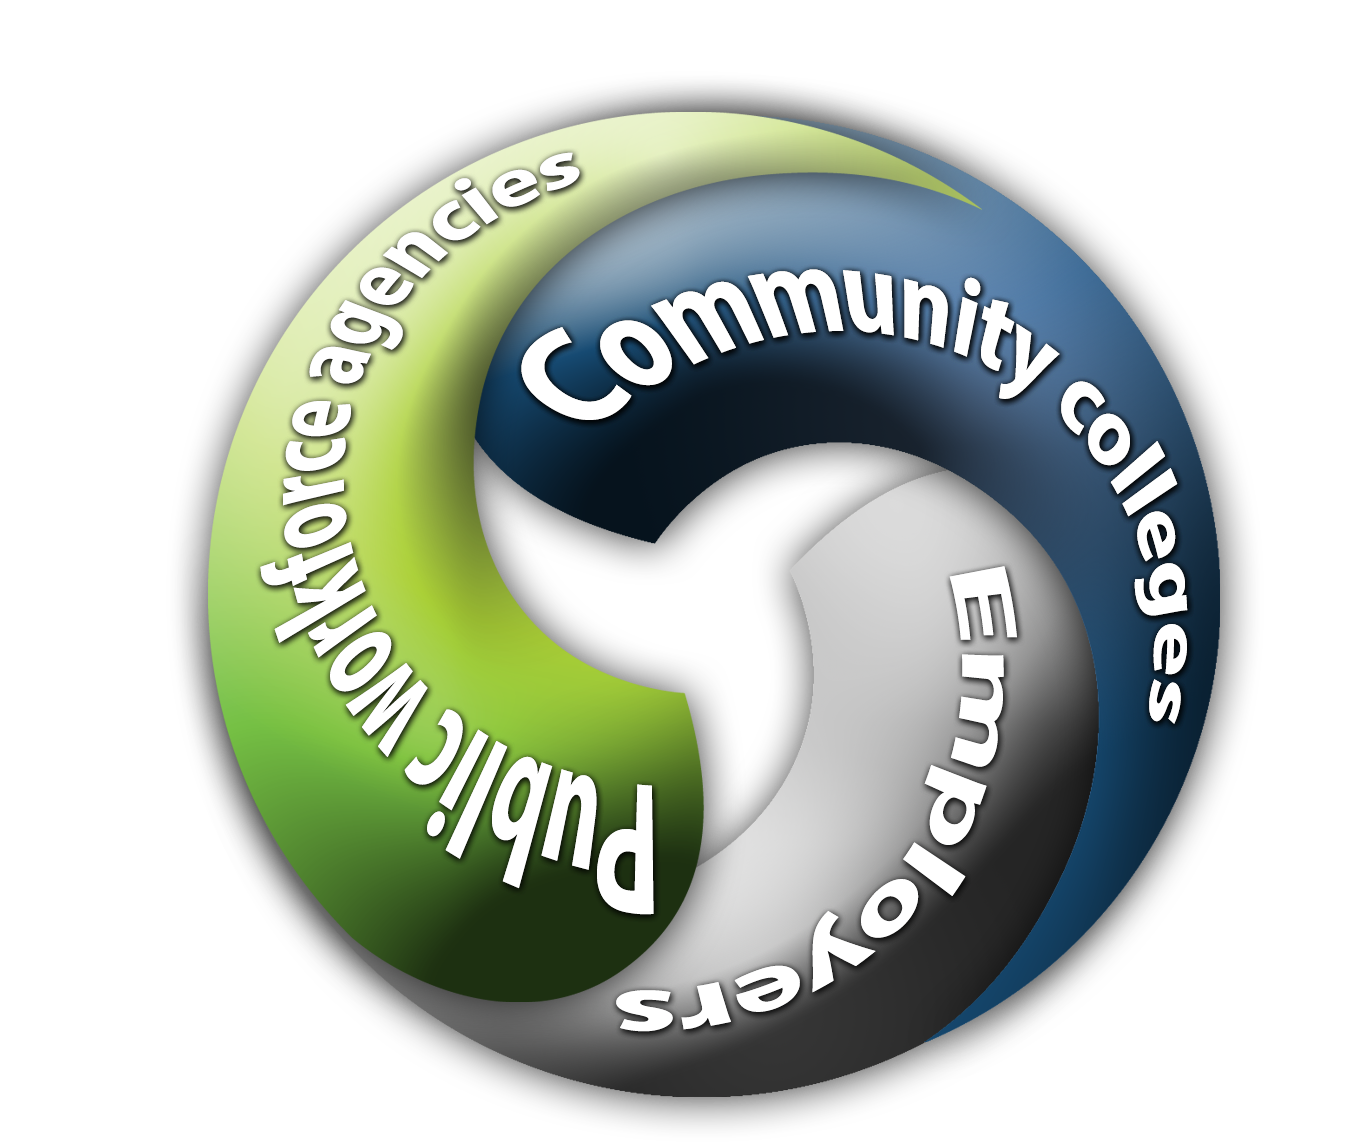 Community colleges
Employers
Public workforce agencies